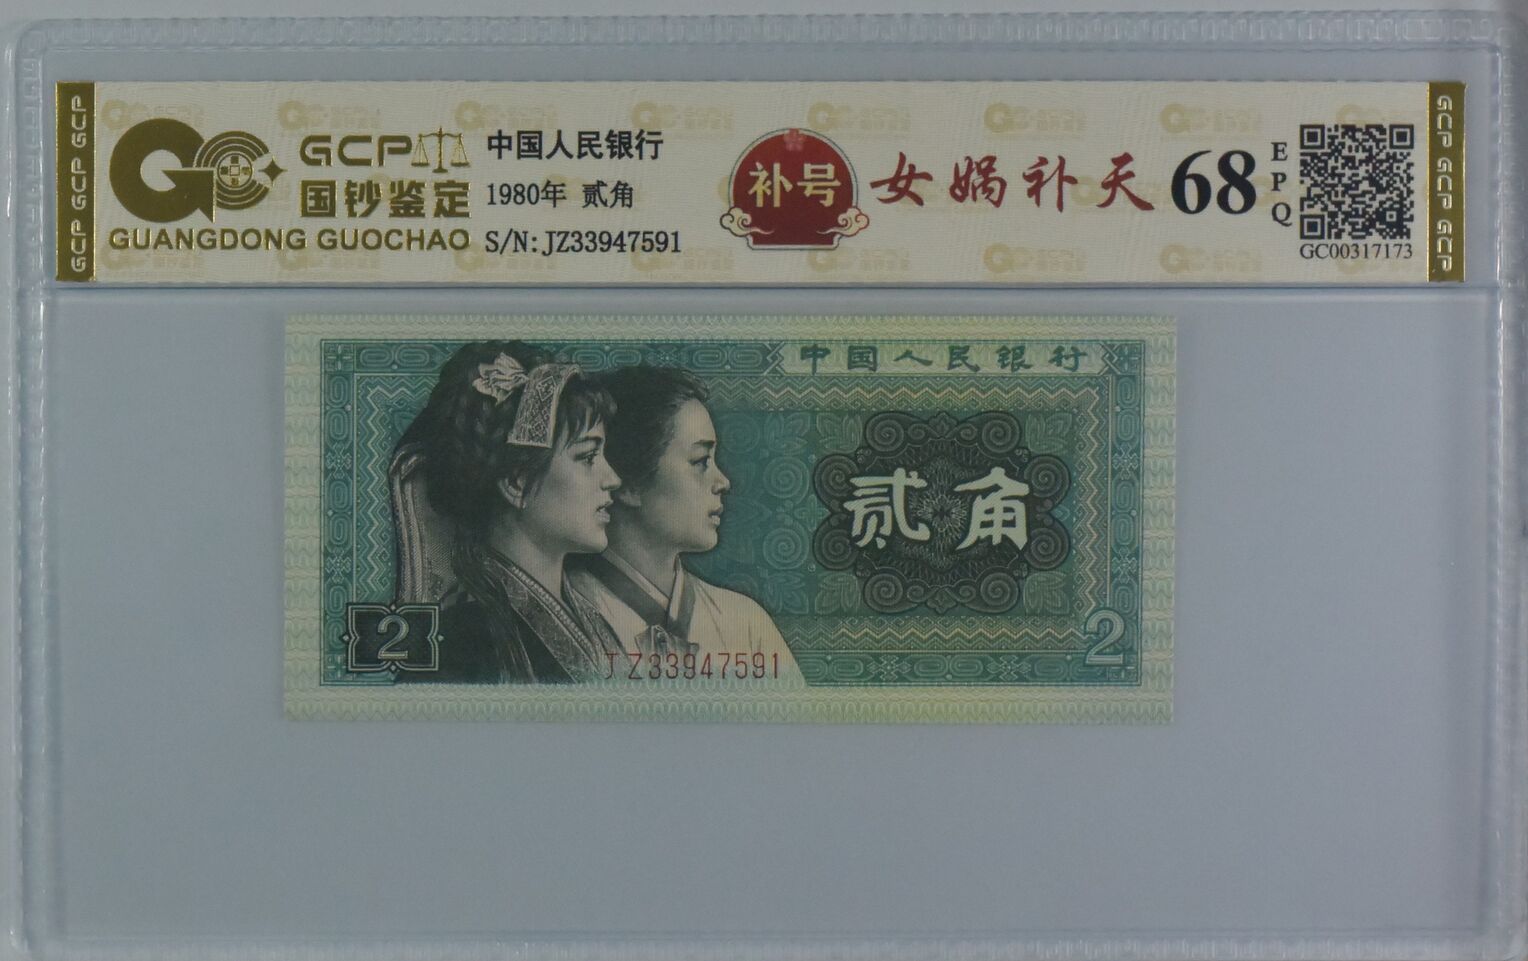 GCP GCP GCP
GCP
国钞鉴定
GUANGDONG GUOCHAO
中国人民银行
1980年 贰角
S/N:JZ33947591
补号
女娲补天
68
EPQ
GC00317173
GCP GCP GCP
中国人民银行
贰角
2
2
JZ33947591